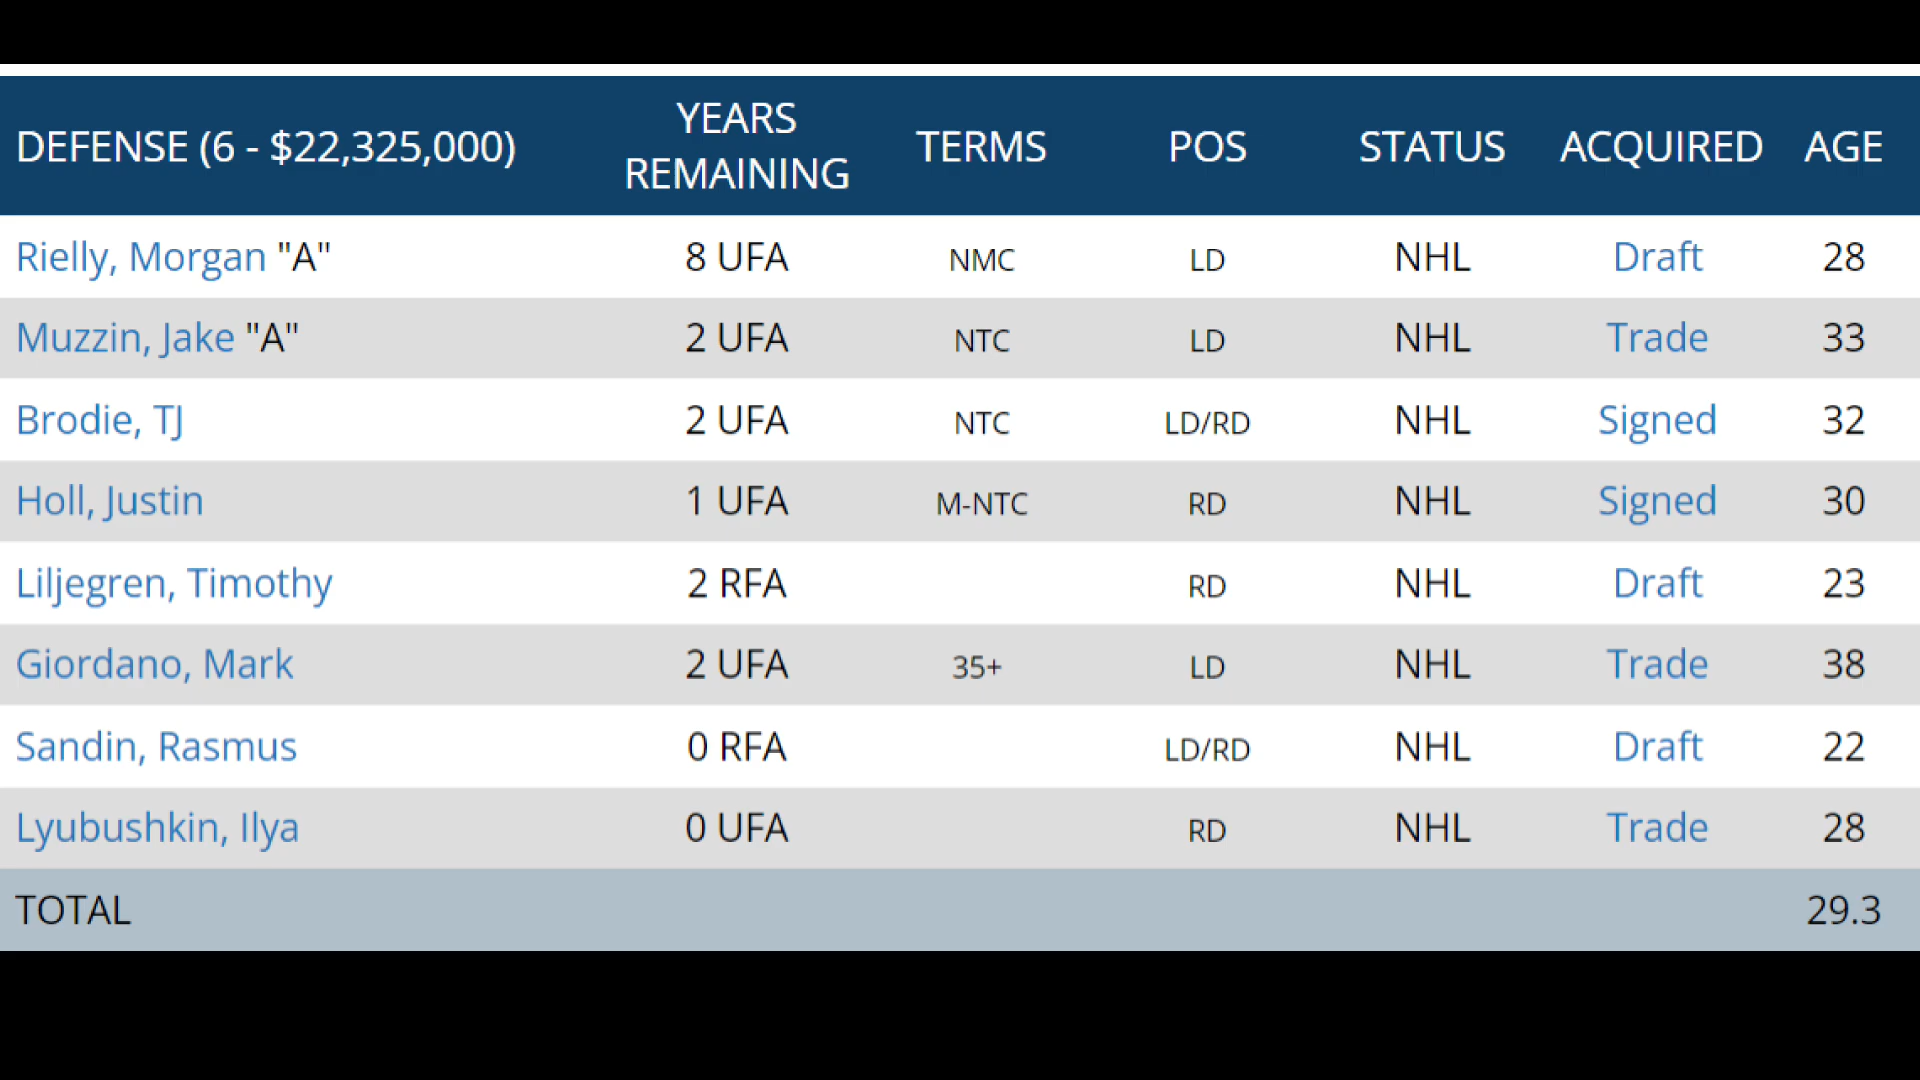 DEFENSE (6 - $22,325,000) YEARS REMAINING TERMS POS STATUS ACQUIRED AGE
Rielly, Morgan "A" 8 UFA NMC LD NHL Draft 28
Muzzin, Jake "A" 2 UFA NTC LD NHL Trade 33
Brodie, TJ 2 UFA NTC LD/RD NHL Signed 32
Holl, Justin 1 UFA M-NTC RD NHL Signed 30
Liljegren, Timothy 2 RFA RD NHL Draft 23
Giordano, Mark 2 UFA 35+ LD NHL Trade 38
Sandin, Rasmus 0 RFA LD/RD NHL Draft 22
Lyubushkin, Ilya 0 UFA RD NHL Trade 28
TOTAL 29.3